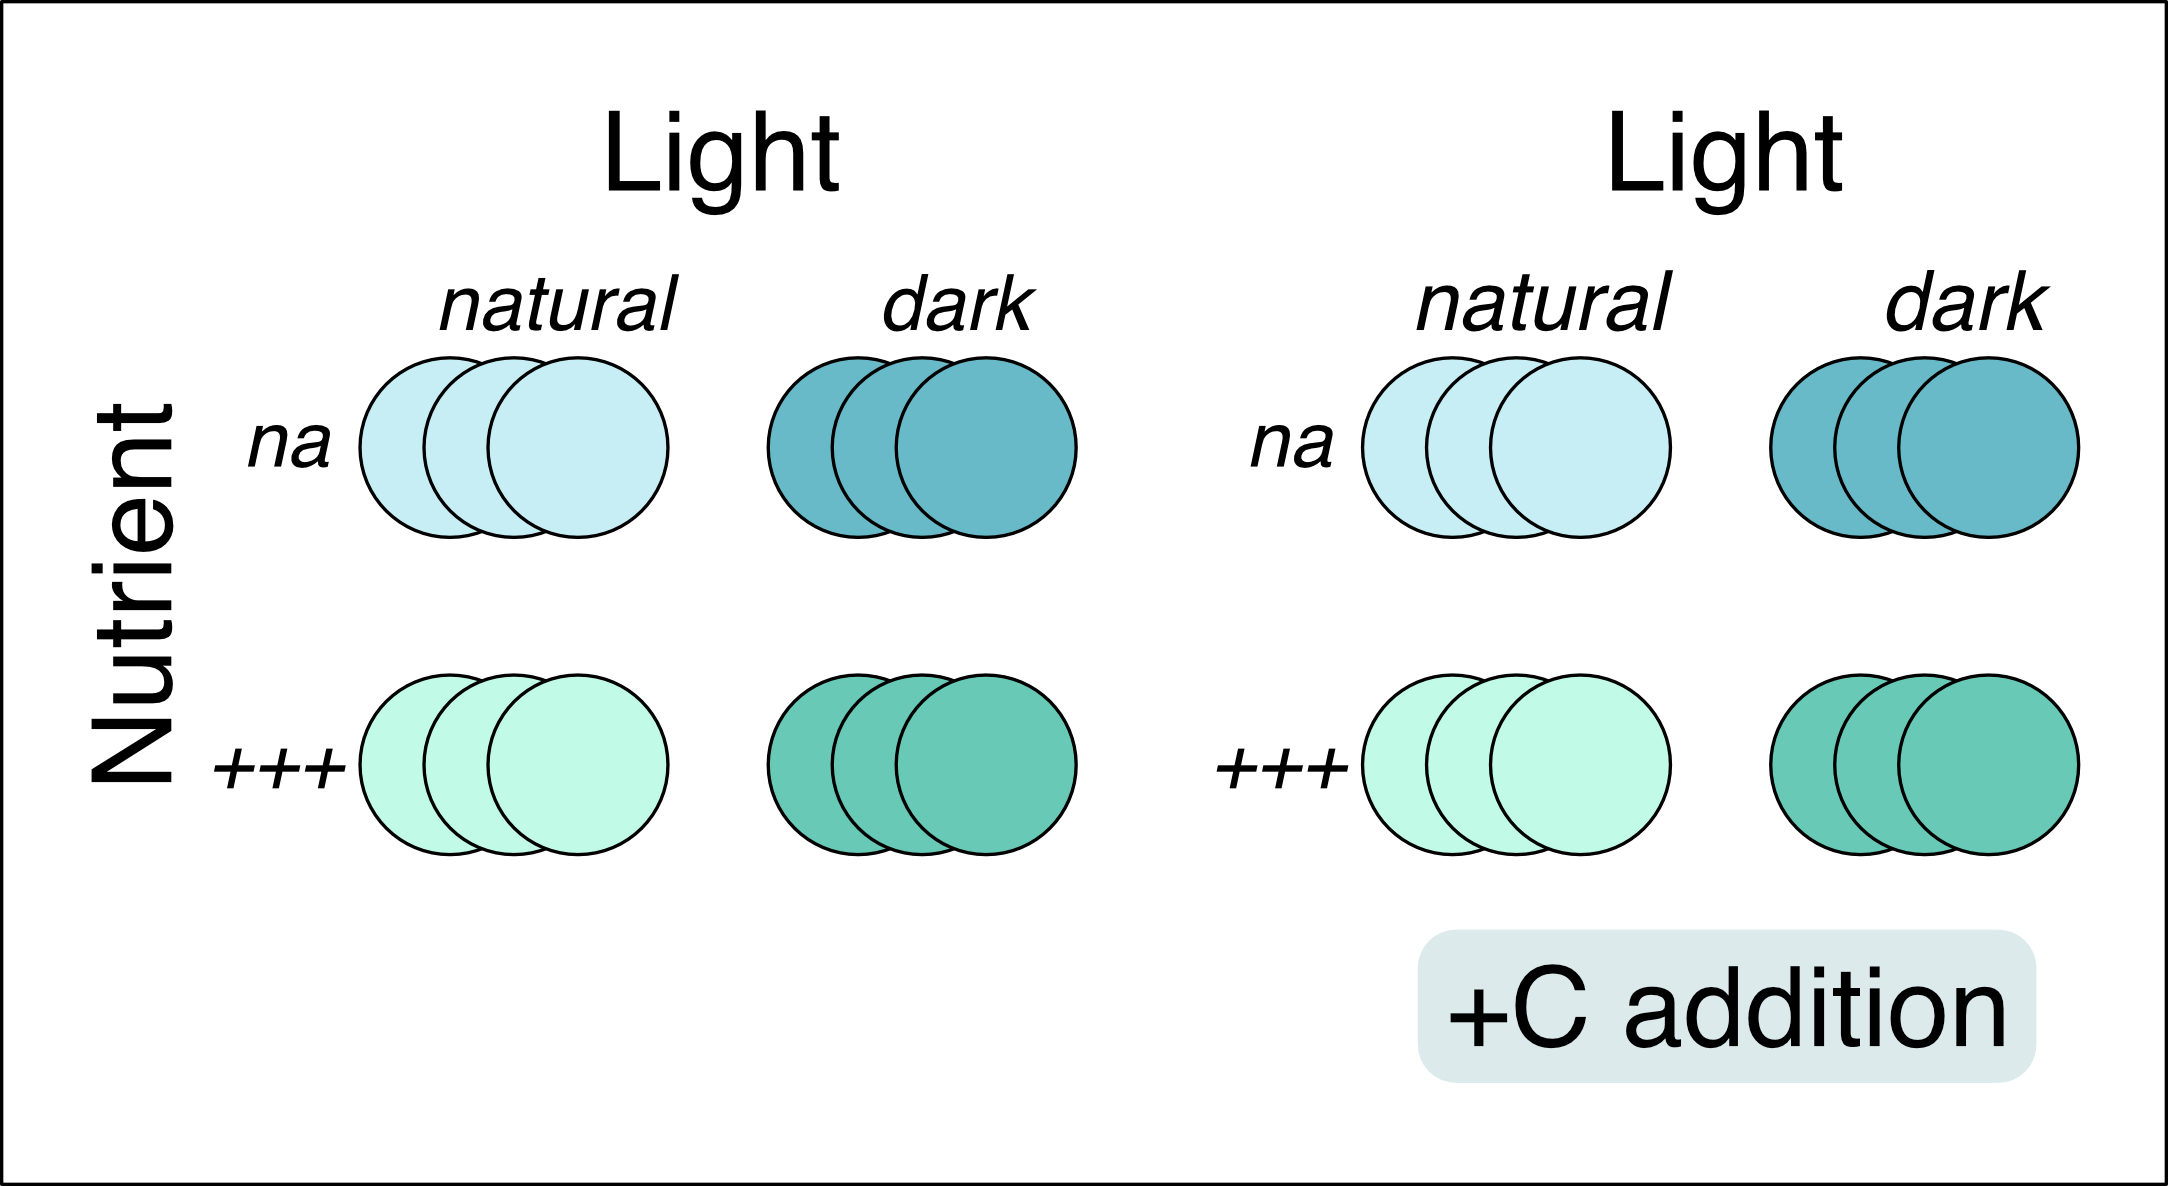 Light Light
natural dark natural dark
na na
Nutrient
+++ +++
+C addition